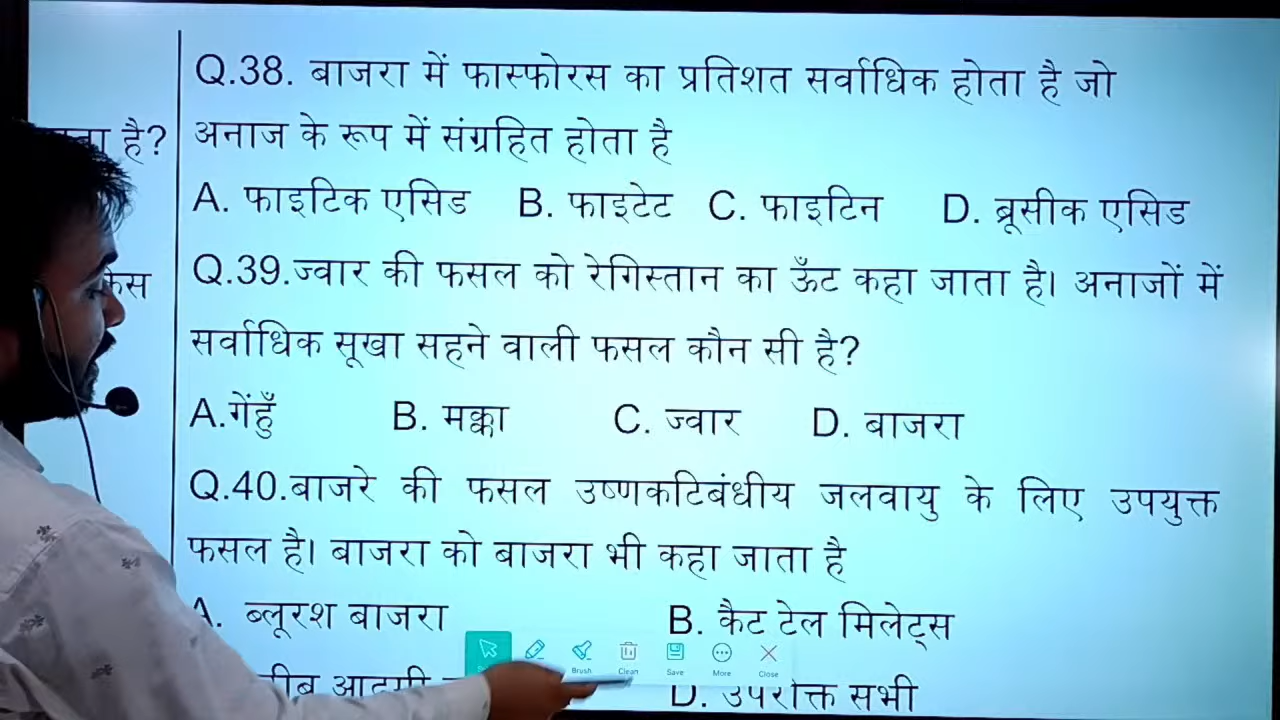 Q.38. बाजरा में फास्फोरस का प्रतिशत सर्वाधिक होता है जो
है?
अनाज के रूप में संग्रहित होता है
A. फाइटिक एसिड B. फाइटेट C. फाइटिन D. ब्रूसीक एसिड
Q.39.ज्वार की फसल को रेगिस्तान का ऊँट कहा जाता है। अनाजों में
सर्वाधिक सूखा सहने वाली फसल कौन सी है?
A.गेंहुँ B. मक्का C. ज्वार D. बाजरा
Q.40.बाजरे की फसल उष्णकटिबंधीय जलवायु के लिए उपयुक्त
फसल है। बाजरा को बाजरा भी कहा जाता है
A. ब्लूरश बाजरा B. कैट टेल मिलेट्स
Brush Clean Save More Close
आदमी D. उपरोक्त सभी